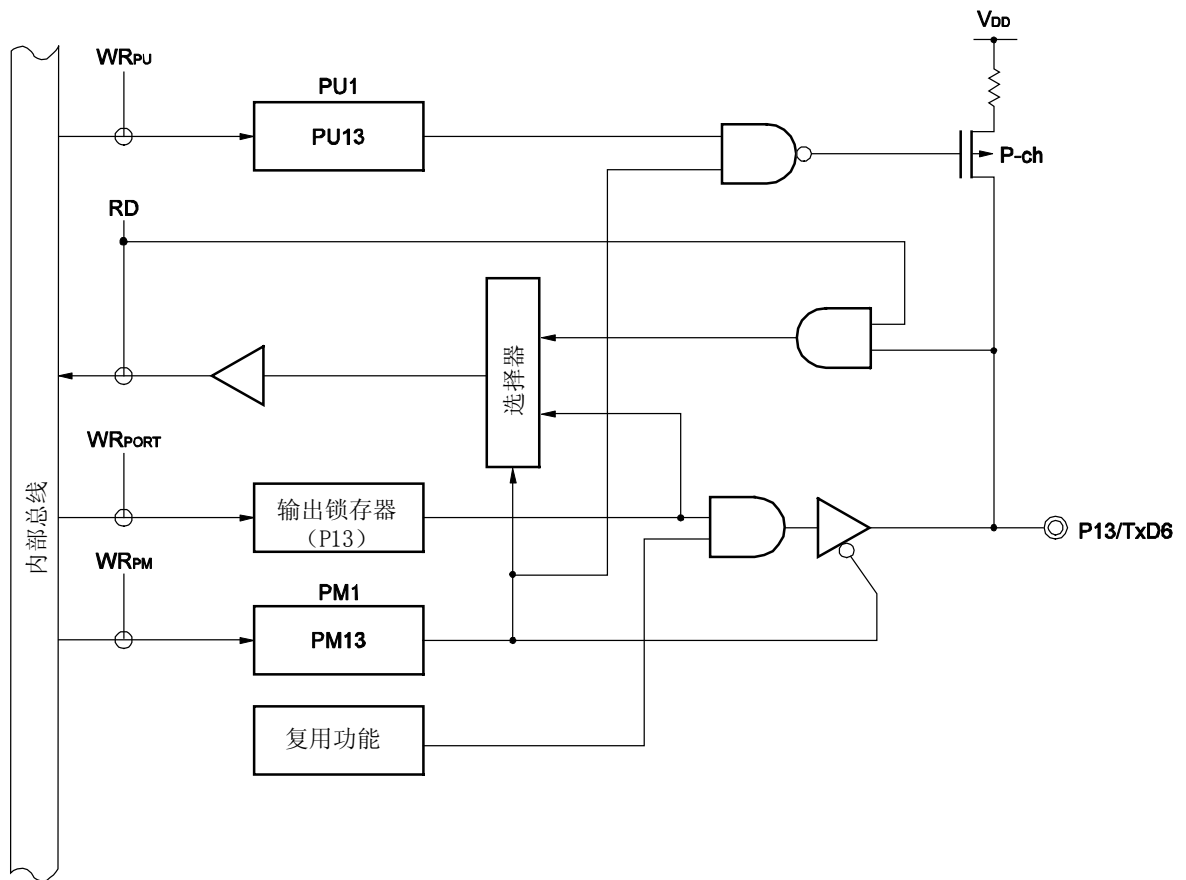 VDD
WRPU
PU1
PU13
P-ch
RD
选择器
WRPORT
内部总线
输出锁存器
（P13）
P13/TxD6
WRPM
PM1
PM13
复用功能